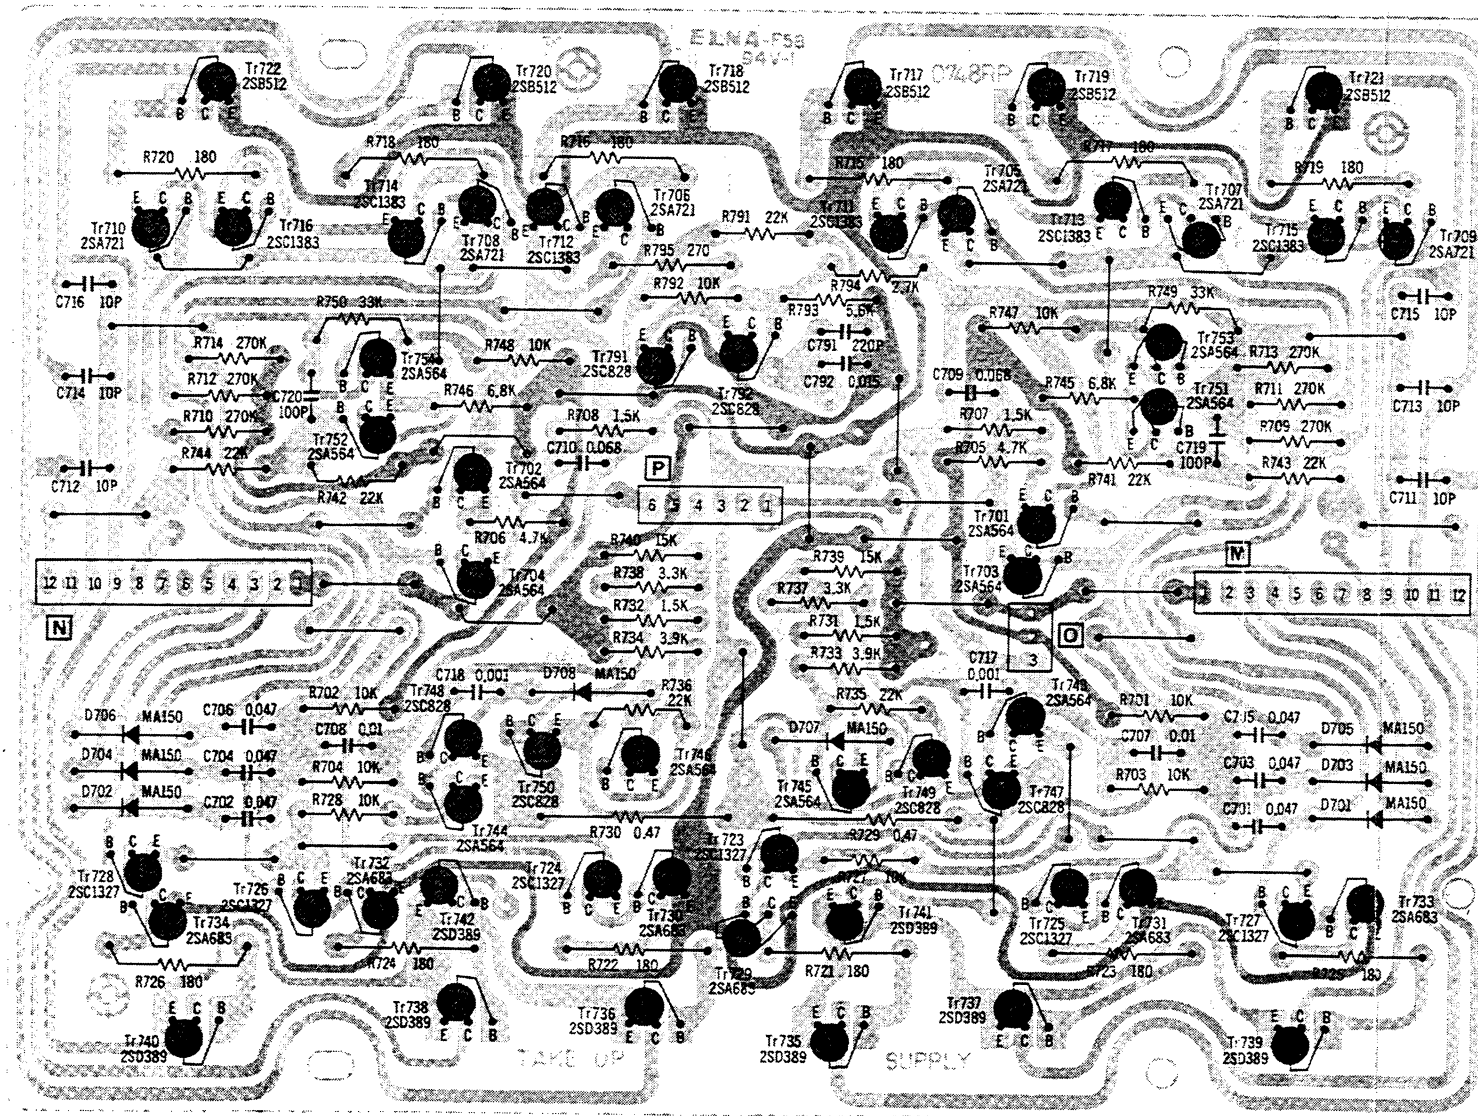 ELNA-F5B
94V-1
C748RP
Tr722
2SB512
Tr720
2SB512
Tr718
2SB512
Tr717
2SB512
Tr719
2SB512
Tr721
2SB512
B C E
B C E
B C E
B C E
B C E
B C E
R720 180
R718 180
R716 180
R715 180
R717 180
R719 180
Tr710
2SA721
Tr716
2SC1383
Tr714
2SC1383
Tr708
2SA721
Tr712
2SC1383
Tr706
2SA721
Tr711
2SC1383
Tr705
2SA721
Tr713
2SC1383
Tr707
2SA721
Tr715
2SC1383
Tr709
2SA721
R791 22K
R795 270
R792 10K
R794 2.7K
R793 5.6K
C791 220P
C792 0.015
C716 10P
C714 10P
C712 10P
R750 33K
R714 270K
R712 270K
R710 270K
R744 22K
C720
100P
Tr754
2SA564
Tr752
2SA564
R742 22K
R748 10K
R746 6.8K
R708 1.5K
C710 0.068
Tr702
2SA564
R706 4.7K
Tr704
2SA564
Tr791
2SC828
Tr792
2SC828
P
6 5 4 3 2 1
R747 10K
C709 0.068
R745 6.8K
R707 1.5K
R705 4.7K
R741 22K
R749 33K
Tr753
2SA564
Tr751
2SA564
C719
100P
R713 270K
R711 270K
R709 270K
R743 22K
C715 10P
C713 10P
C711 10P
Tr701
2SA564
Tr703
2SA564
R740 15K
R738 3.3K
R732 1.5K
R734 3.9K
R739 15K
R737 3.3K
R731 1.5K
R733 3.9K
12 11 10 9 8 7 6 5 4 3 2 1
N
M
1 2 3 4 5 6 7 8 9 10 11 12
O
1
2
3
C718 0.001
D708 MA150
R736
22K
R735 22K
D707 MA150
C717
0.001
D706 MA150
D704 MA150
D702 MA150
C706 0.047
C704 0.047
C702 0.047
R702 10K
C708 0.01
R704 10K
R728 10K
Tr748
2SC828
Tr744
2SA564
Tr750
2SC828
Tr746
2SA564
R730 0.47
Tr745
2SA564
Tr749
2SC828
Tr747
2SC828
2SA564
R729 0.47
R727 10K
R701 10K
C707 0.01
R703 10K
C705 0.047
C703 0.047
C701 0.047
D705 MA150
D703 MA150
D701 MA150
Tr728
2SC1327
Tr734
2SA683
Tr726
2SC1327
Tr732
2SA683
Tr742
2SD389
Tr724
2SC1327
Tr730
2SA683
Tr723
2SC1327
Tr729
2SA683
Tr741
2SD389
Tr725
2SC1327
Tr731
2SA683
Tr727
2SC1327
Tr733
2SA683
R726 180
R724 180
R722 180
R721 180
R723 180
R725 180
Tr740
2SD389
Tr738
2SD389
Tr736
2SD389
Tr735
2SD389
Tr737
2SD389
Tr739
2SD389
E C B
E C B
E C B
E C B
E C B
E C B
TAKE UP
SUPPLY